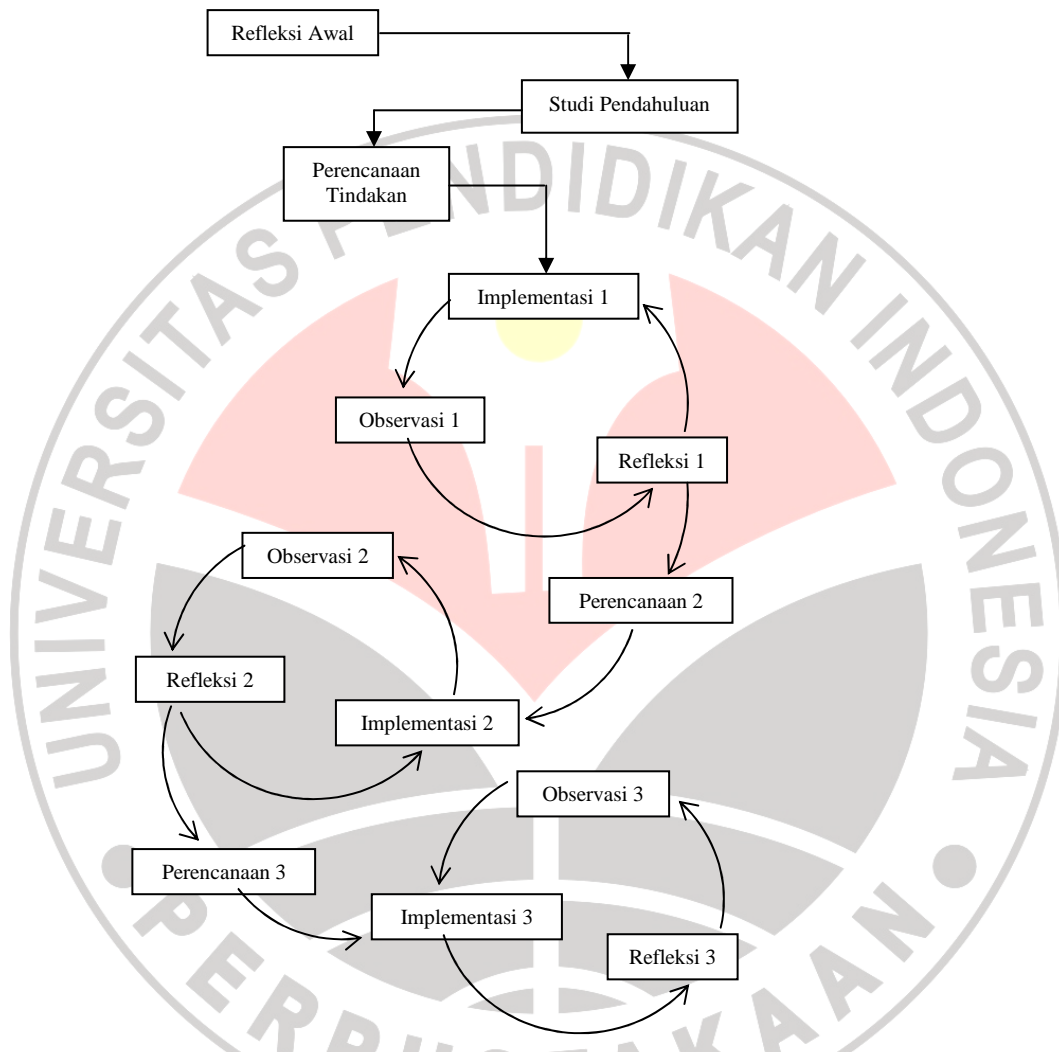 Refleksi Awal
Studi Pendahuluan
Perencanaan
Tindakan
Implementasi 1
Observasi 1
Refleksi 1
Observasi 2
Perencanaan 2
Refleksi 2
Implementasi 2
Observasi 3
Perencanaan 3
Implementasi 3
Refleksi 3
UNIVERSITAS PENDIDIKAN INDONESIA
PERPUSTAKAAN